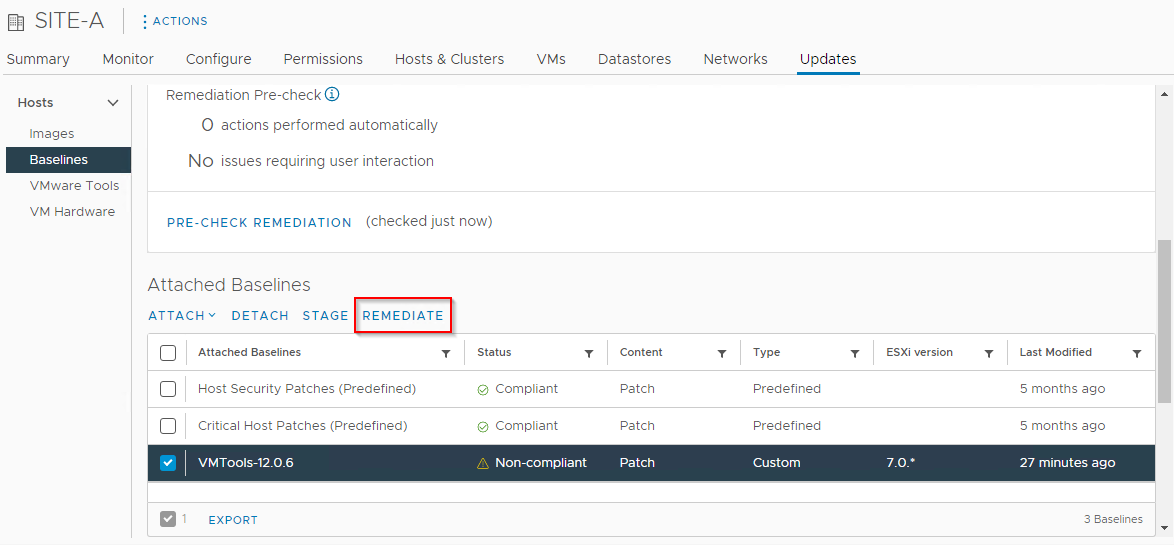 SITE-A ACTIONS
Summary Monitor Configure Permissions Hosts & Clusters VMs Datastores Networks Updates
Hosts
Images
Baselines
VMware Tools
VM Hardware
Remediation Pre-check
0 actions performed automatically
No issues requiring user interaction
PRE-CHECK REMEDIATION (checked just now)
Attached Baselines
ATTACH DETACH STAGE REMEDIATE
Attached Baselines Status Content Type ESXi version Last Modified
Host Security Patches (Predefined) Compliant Patch Predefined 5 months ago
Critical Host Patches (Predefined) Compliant Patch Predefined 5 months ago
VMTools-12.0.6 Non-compliant Patch Custom 7.0.* 27 minutes ago
1 EXPORT 3 Baselines